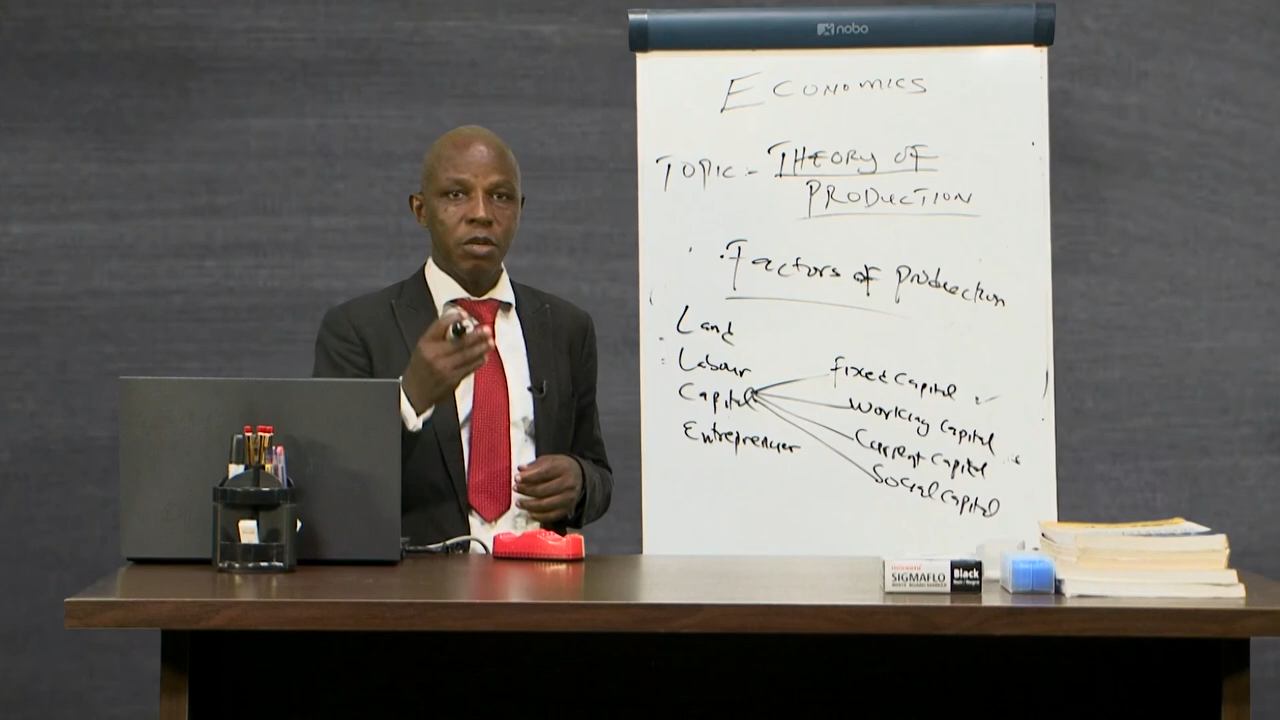 nobo
ECONOMICS
TOPIC:- THEORY OF
PRODUCTION
Factors of production
Land
Labour
Capital
Entreprenuer
Fixed Capital
Working Capital
Current Capital
Social Capital
SIGMAFLO
Black